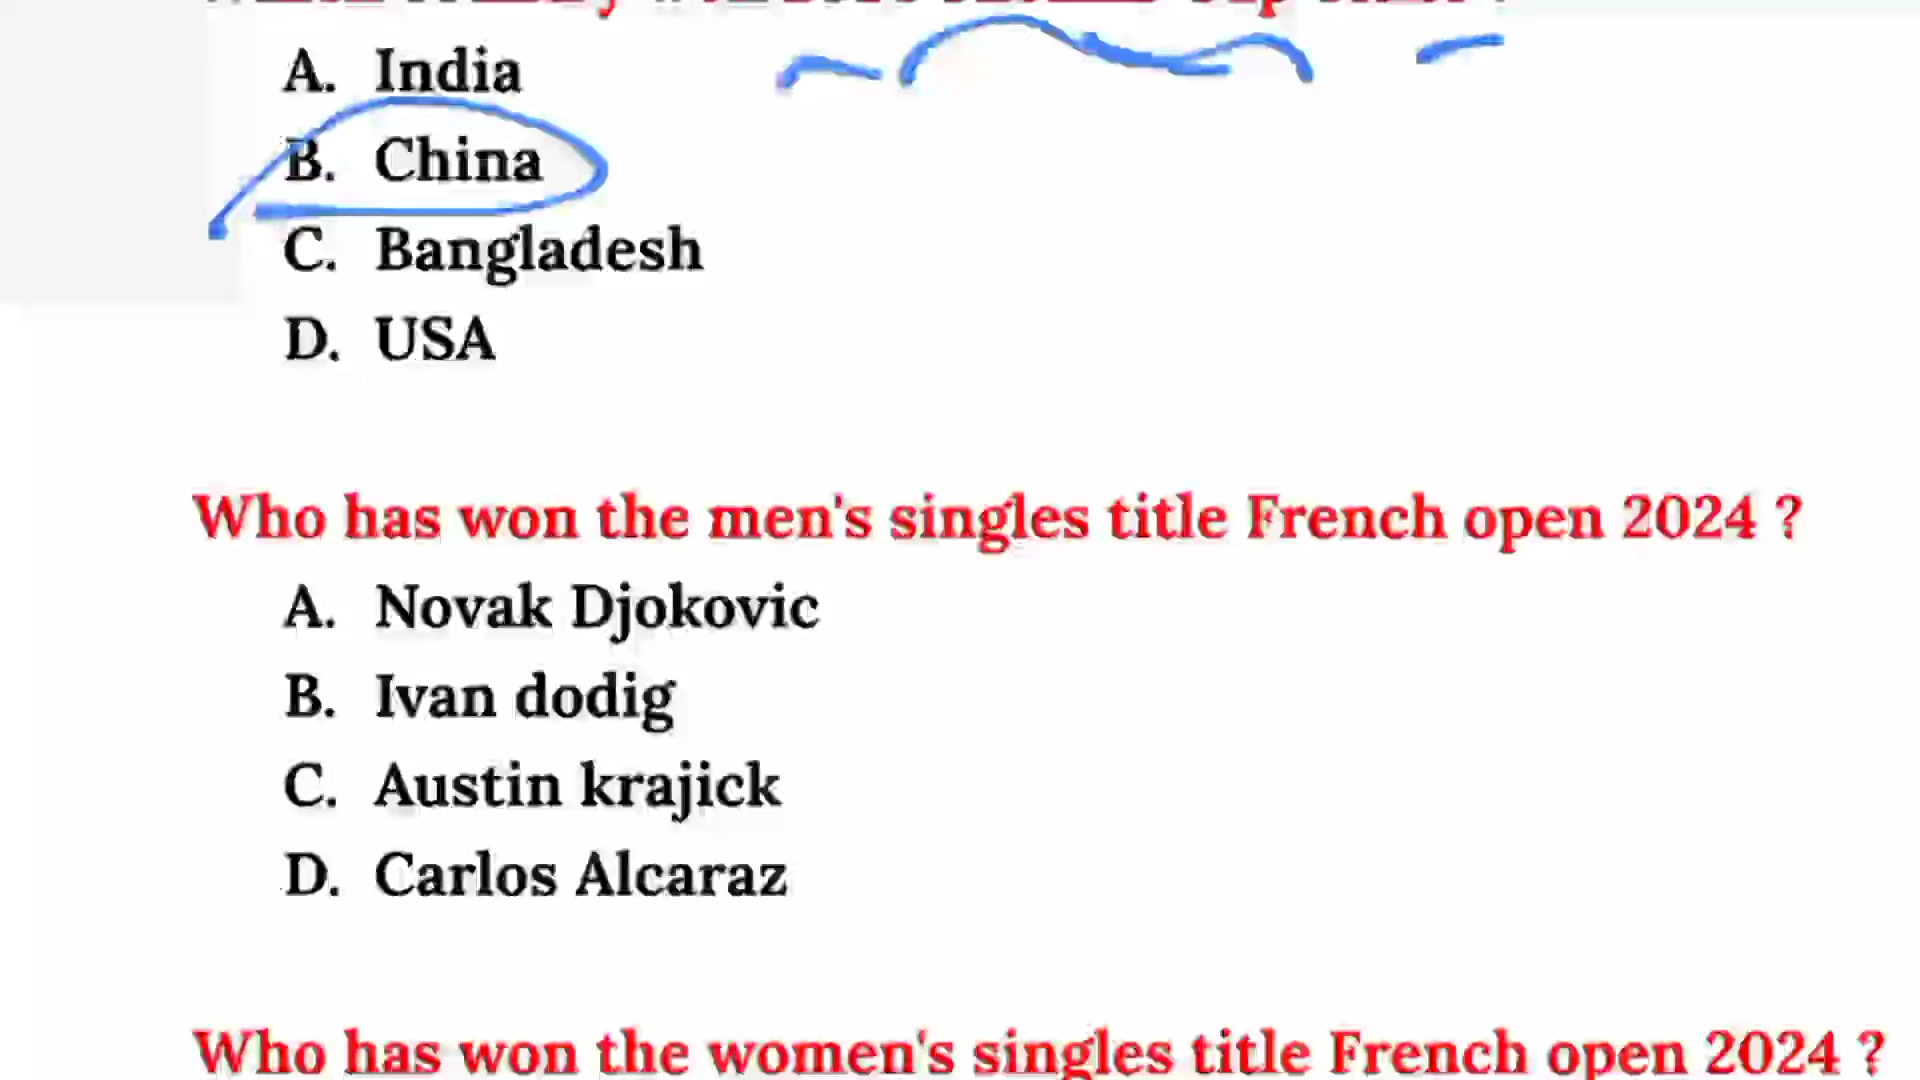 A. India
B. China
C. Bangladesh
D. USA
Who has won the men's singles title French open 2024 ?
A. Novak Djokovic
B. Ivan dodig
C. Austin krajick
D. Carlos Alcaraz
Who has won the women's singles title French open 2024 ?